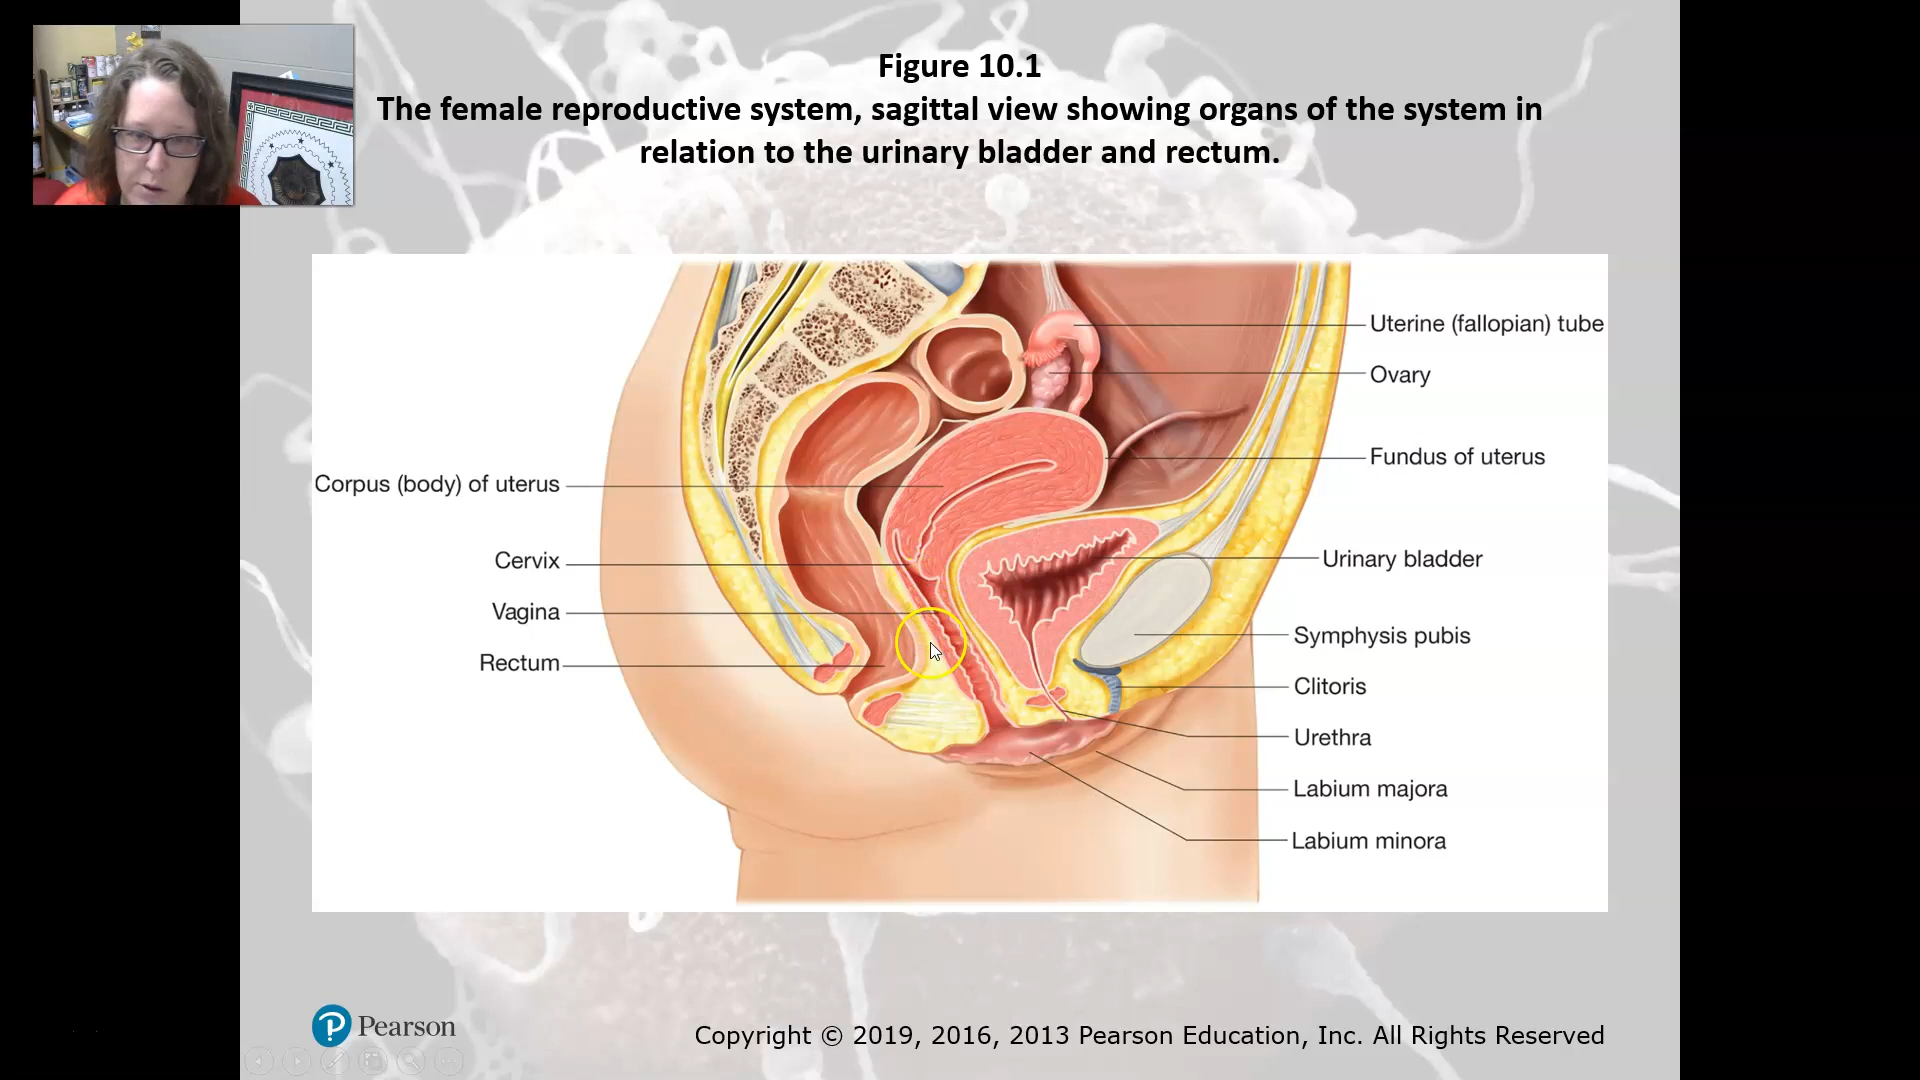 Figure 10.1
The female reproductive system, sagittal view showing organs of the system in
relation to the urinary bladder and rectum.
Uterine (fallopian) tube
Ovary
Fundus of uterus
Corpus (body) of uterus
Cervix
Urinary bladder
Vagina
Symphysis pubis
Rectum
Clitoris
Urethra
Labium majora
Labium minora
Pearson
Copyright © 2019, 2016, 2013 Pearson Education, Inc. All Rights Reserved